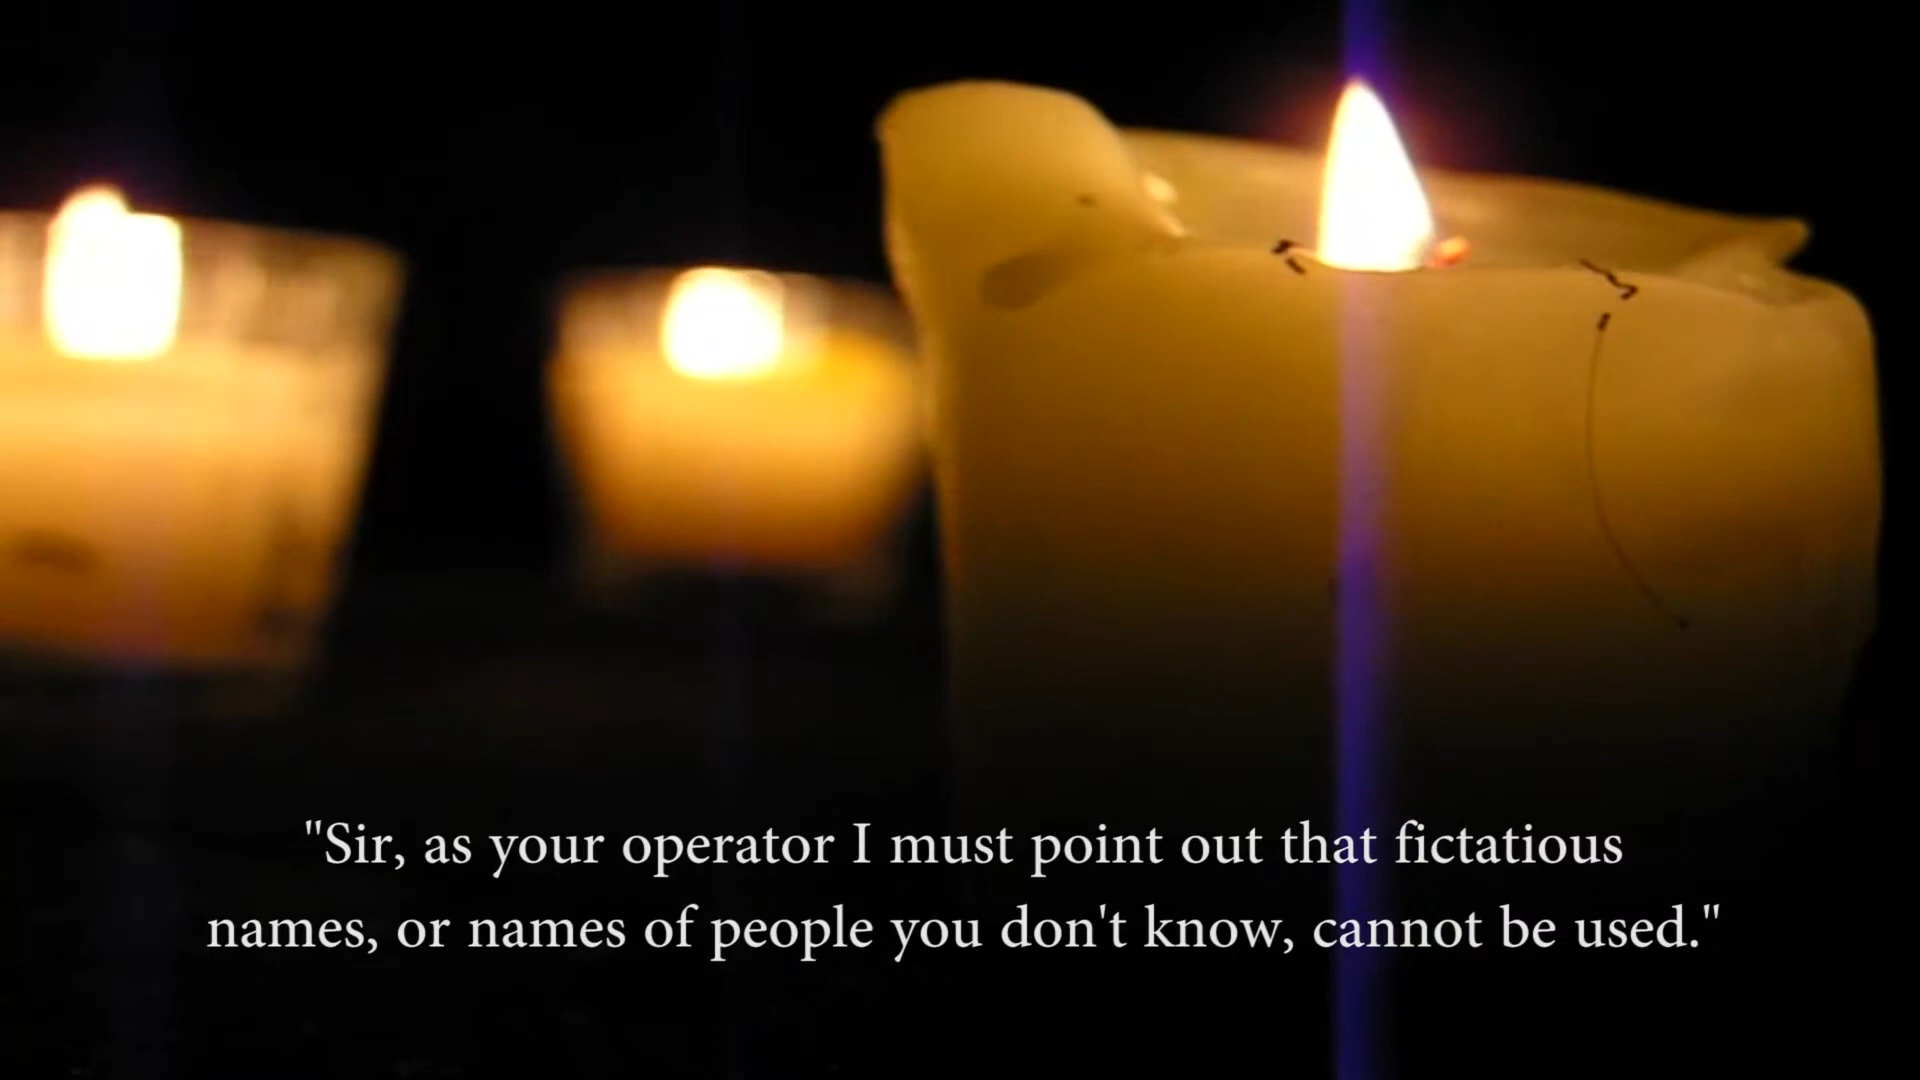 "Sir, as your operator I must point out that fictatious
names, or names of people you don't know, cannot be used."